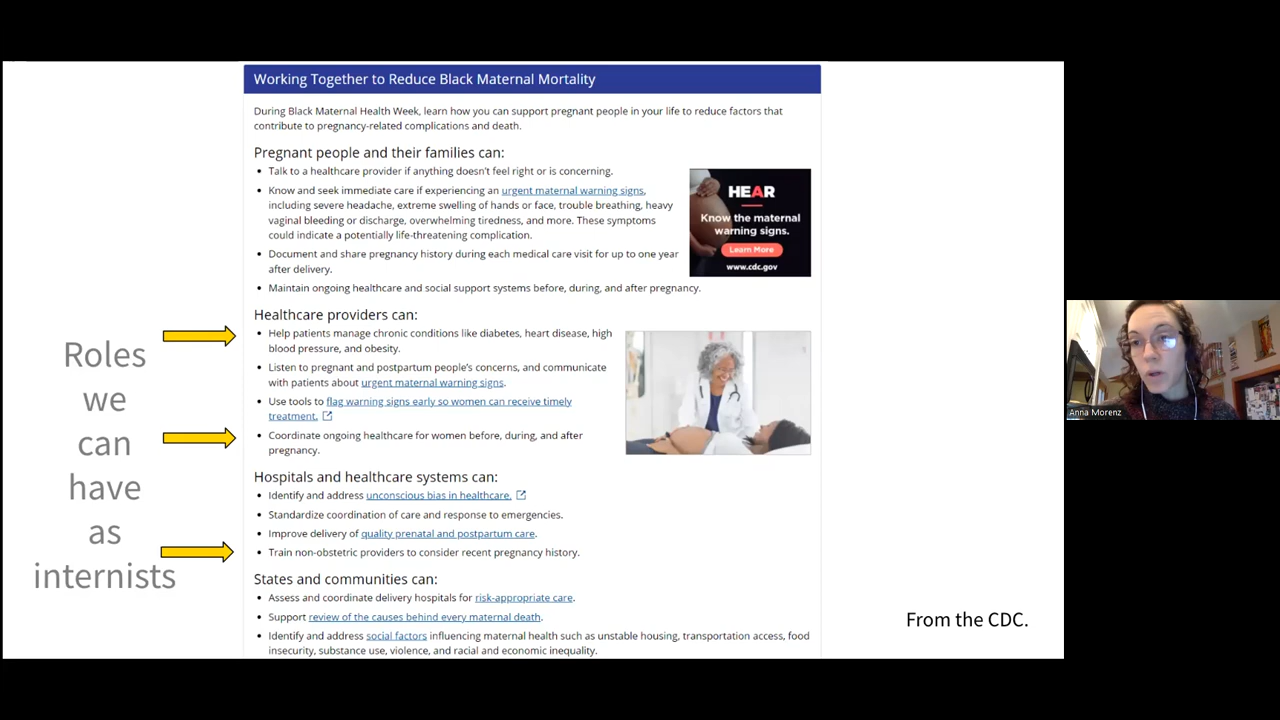 Working Together to Reduce Black Maternal Mortality
During Black Maternal Health Week, learn how you can support pregnant people in your life to reduce factors that
contribute to pregnancy-related complications and death.
Pregnant people and their families can:
• Talk to a healthcare provider if anything doesn't feel right or is concerning.
• Know and seek immediate care if experiencing an urgent maternal warning signs,
including severe headache, extreme swelling of hands or face, trouble breathing, heavy
vaginal bleeding or discharge, overwhelming tiredness, and more. These symptoms
could indicate a potentially life-threatening complication.
• Document and share pregnancy history during each medical care visit for up to one year
after delivery.
• Maintain ongoing healthcare and social support systems before, during, and after pregnancy.
HEAR
Know the maternal
warning signs.
Learn More
www.cdc.gov
Healthcare providers can:
• Help patients manage chronic conditions like diabetes, heart disease, high
blood pressure, and obesity.
• Listen to pregnant and postpartum people's concerns, and communicate
with patients about urgent maternal warning signs.
• Use tools to flag warning signs early so women can receive timely
treatment.
• Coordinate ongoing healthcare for women before, during, and after
pregnancy.
Hospitals and healthcare systems can:
• Identify and address unconscious bias in healthcare.
• Standardize coordination of care and response to emergencies.
• Improve delivery of quality prenatal and postpartum care.
• Train non-obstetric providers to consider recent pregnancy history.
States and communities can:
• Assess and coordinate delivery hospitals for risk-appropriate care.
• Support review of the causes behind every maternal death.
• Identify and address social factors influencing maternal health such as unstable housing, transportation access, food
insecurity, substance use, violence, and racial and economic inequality.
Roles
we
can
have
as
internists
From the CDC.
Anna Morenz